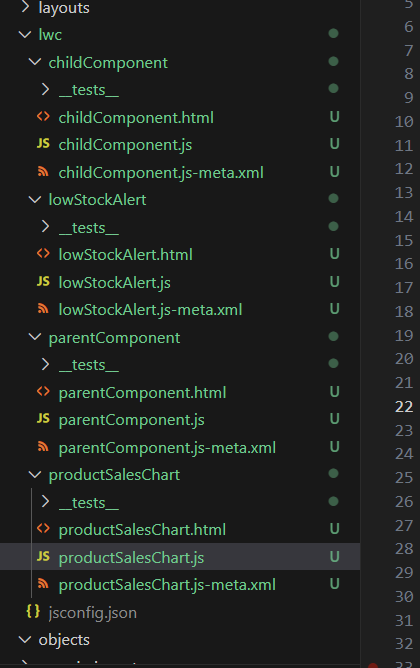 layouts
lwc
childComponent
__tests__
childComponent.html U
JS childComponent.js U
childComponent.js-meta.xml U
lowStockAlert
__tests__
lowStockAlert.html U
JS lowStockAlert.js U
lowStockAlert.js-meta.xml U
parentComponent
__tests__
parentComponent.html U
JS parentComponent.js U
parentComponent.js-meta.xml U
productSalesChart
__tests__
productSalesChart.html U
JS productSalesChart.js U
productSalesChart.js-meta.xml U
{} jsconfig.json
objects
5
6
7
8
9
10
11
12
13
14
15
16
17
18
19
20
21
22
23
24
25
26
27
28
29
30
31
32